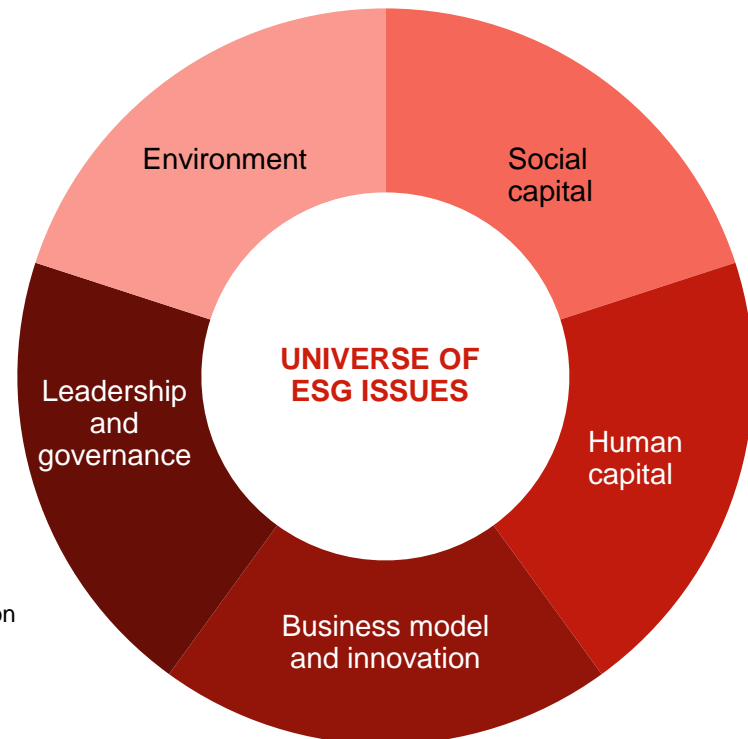 Environment
Social
capital
UNIVERSE OF
ESG ISSUES
Leadership
and
governance
Human
capital
Business model
and innovation